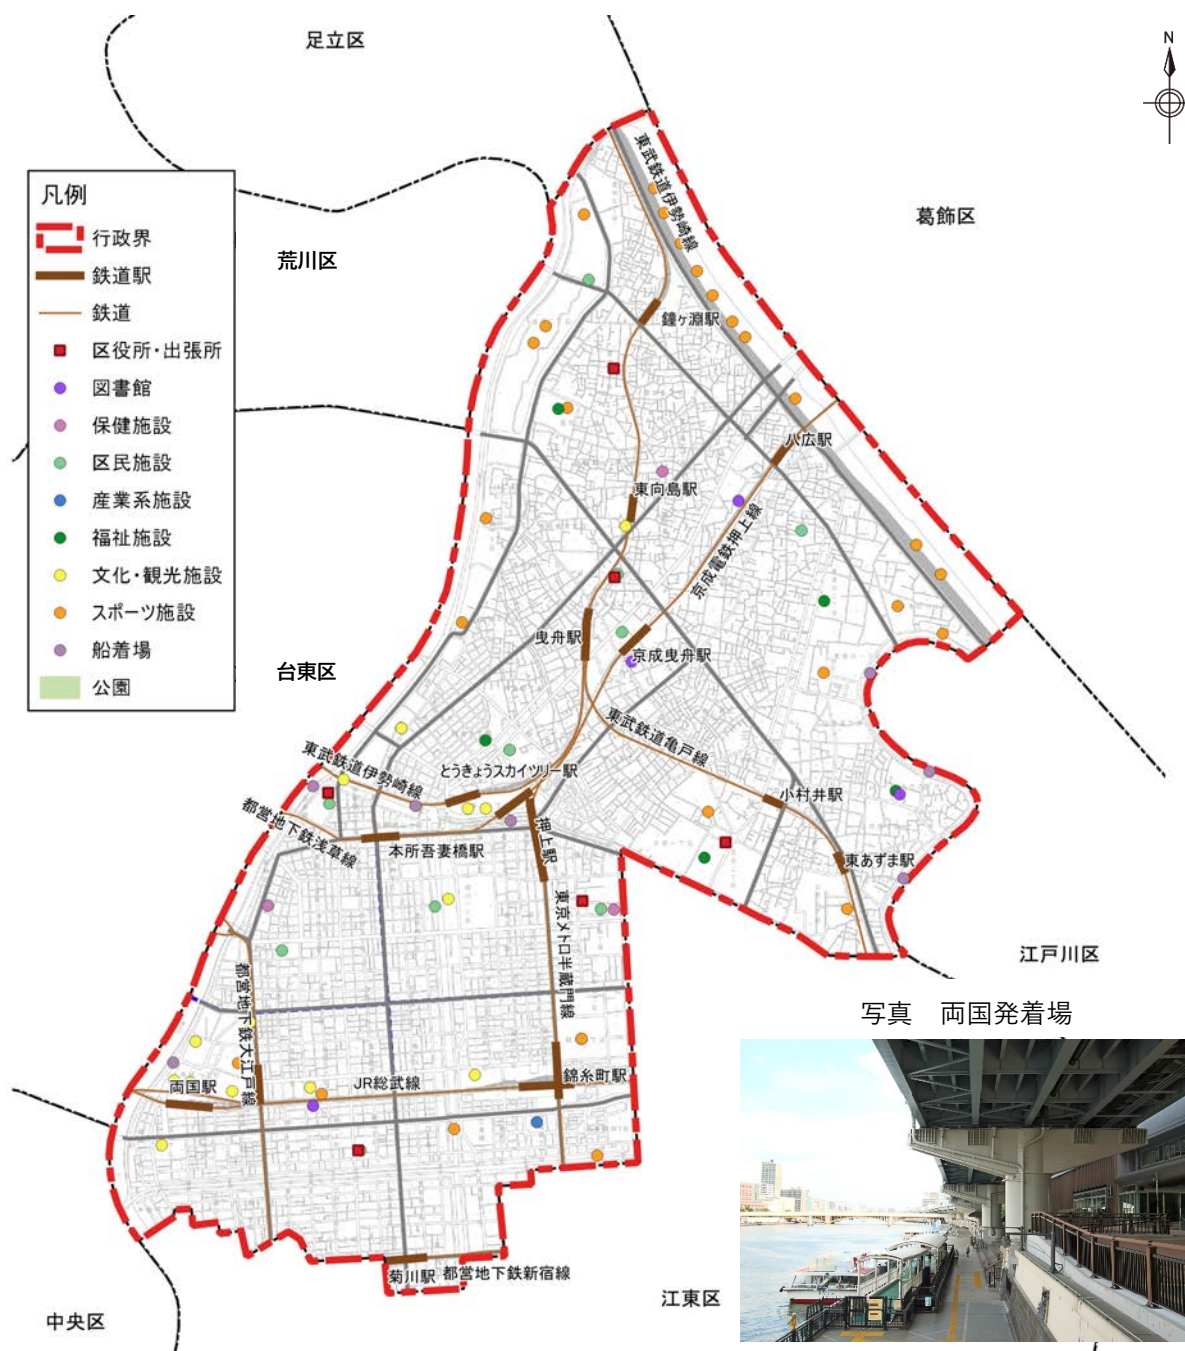 足立区
N
葛飾区
荒川区
台東区
江戸川区
江東区
中央区
凡例
行政界
鉄道駅
鉄道
区役所・出張所
図書館
保健施設
区民施設
産業系施設
福祉施設
文化・観光施設
スポーツ施設
船着場
公園
東武鉄道伊勢崎線
鐘ヶ淵駅
八広駅
東向島駅
京成電鉄押上線
曳舟駅
京成曳舟駅
東武鉄道亀戸線
東武鉄道伊勢崎線
とうきょうスカイツリー駅
都営地下鉄浅草線
本所吾妻橋駅
押上駅
小村井駅
東あずま駅
東京メトロ半蔵門線
都営地下鉄大江戸線
両国駅
JR総武線
錦糸町駅
菊川駅
都営地下鉄新宿線
写真　両国発着場